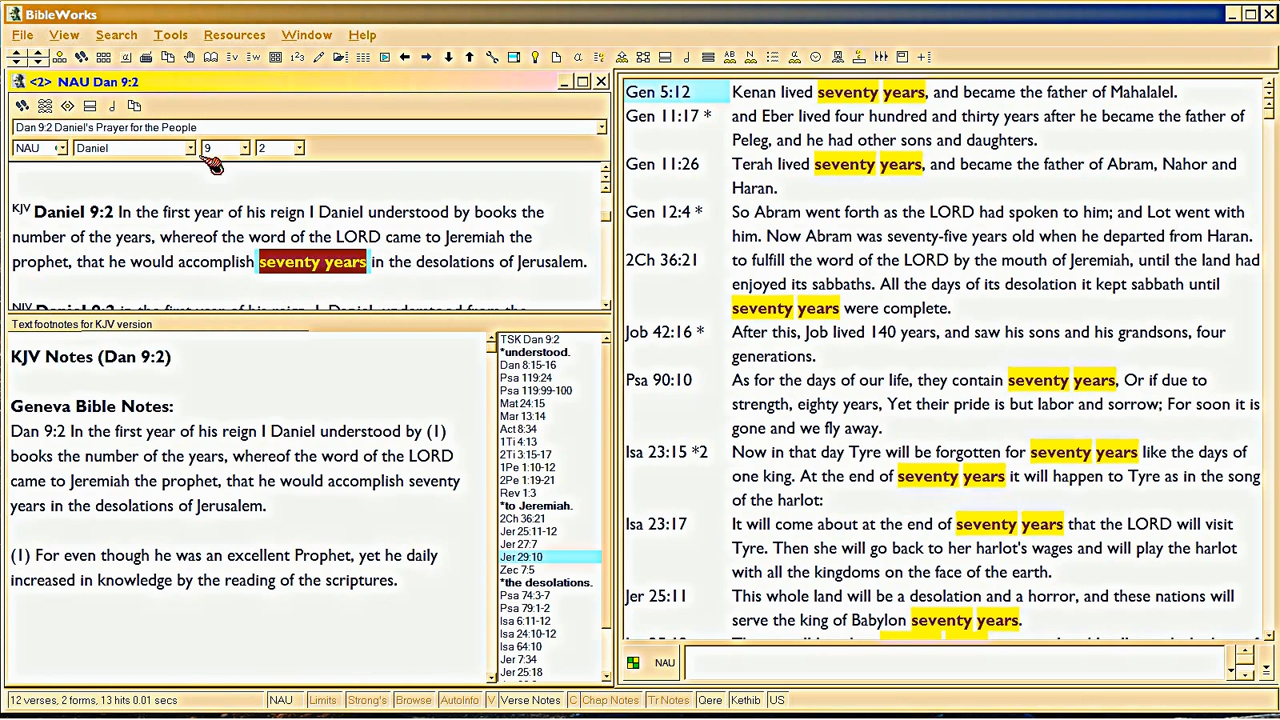 BibleWorks
File View Search Tools Resources Window Help
<2> NAU Dan 9:2
Dan 9:2 Daniel's Prayer for the People
NAU Daniel 9 2
KJV Daniel 9:2 In the first year of his reign I Daniel understood by books the
number of the years, whereof the word of the LORD came to Jeremiah the
prophet, that he would accomplish seventy years in the desolations of Jerusalem.
Text footnotes for KJV version
KJV Notes (Dan 9:2)
Geneva Bible Notes:
Dan 9:2 In the first year of his reign I Daniel understood by (1)
books the number of the years, whereof the word of the LORD
came to Jeremiah the prophet, that he would accomplish seventy
years in the desolations of Jerusalem.
(1) For even though he was an excellent Prophet, yet he daily
increased in knowledge by the reading of the scriptures.
TSK Dan 9:2
*understood.
Dan 8:15-16
Psa 119:24
Psa 119:99-100
Mat 24:15
Mar 13:14
Act 8:34
1Ti 4:13
2Ti 3:15-17
1Pe 1:10-12
2Pe 1:19-21
Rev 1:3
*to Jeremiah.
2Ch 36:21
Jer 25:11-12
Jer 27:7
Jer 29:10
Zec 7:5
*the desolations.
Psa 74:3-7
Psa 79:1-2
Isa 6:11-12
Isa 24:10-12
Isa 64:10
Jer 7:34
Jer 25:18
Gen 5:12 Kenan lived seventy years, and became the father of Mahalalel.
Gen 11:17 * and Eber lived four hundred and thirty years after he became the father of
Peleg, and he had other sons and daughters.
Gen 11:26 Terah lived seventy years, and became the father of Abram, Nahor and
Haran.
Gen 12:4 * So Abram went forth as the LORD had spoken to him; and Lot went with
him. Now Abram was seventy-five years old when he departed from Haran.
2Ch 36:21 to fulfill the word of the LORD by the mouth of Jeremiah, until the land had
enjoyed its sabbaths. All the days of its desolation it kept sabbath until
seventy years were complete.
Job 42:16 * After this, Job lived 140 years, and saw his sons and his grandsons, four
generations.
Psa 90:10 As for the days of our life, they contain seventy years, Or if due to
strength, eighty years, Yet their pride is but labor and sorrow; For soon it is
gone and we fly away.
Isa 23:15 *2 Now in that day Tyre will be forgotten for seventy years like the days of
one king. At the end of seventy years it will happen to Tyre as in the song
of the harlot:
Isa 23:17 It will come about at the end of seventy years that the LORD will visit
Tyre. Then she will go back to her harlot's wages and will play the harlot
with all the kingdoms on the face of the earth.
Jer 25:11 This whole land will be a desolation and a horror, and these nations will
serve the king of Babylon seventy years.
NAU
12 verses, 2 forms, 13 hits 0.01 secs NAU Limits Strong's Browse AutoInfo V Verse Notes C Chap Notes Tr Notes Qere Kethib US